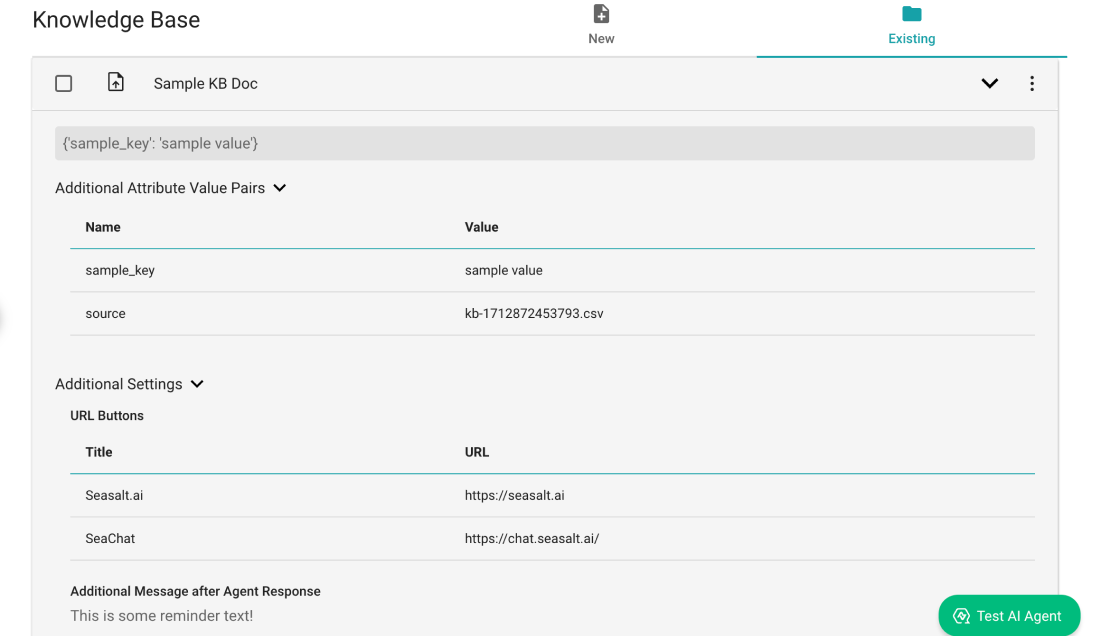 Knowledge Base
New
Existing
Sample KB Doc
{'sample_key': 'sample value'}
Additional Attribute Value Pairs
Name Value
sample_key sample value
source kb-1712872453793.csv
Additional Settings
URL Buttons
Title URL
Seasalt.ai https://seasalt.ai
SeaChat https://chat.seasalt.ai/
Additional Message after Agent Response
This is some reminder text!
Test AI Agent